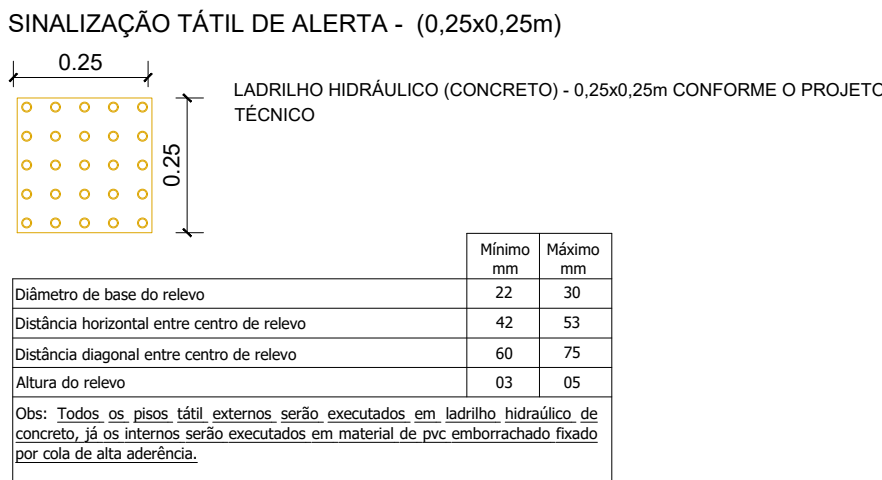 SINALIZAÇÃO TÁTIL DE ALERTA - (0,25x0,25m)
0.25
LADRILHO HIDRÁULICO (CONCRETO) - 0,25x0,25m CONFORME O PROJETO
TÉCNICO
0.25
Mínimo mm Máximo mm
Diâmetro de base do relevo 22 30
Distância horizontal entre centro de relevo 42 53
Distância diagonal entre centro de relevo 60 75
Altura do relevo 03 05
Obs: Todos os pisos tátil externos serão executados em ladrilho hidraúlico de
concreto, já os internos serão executados em material de pvc emborrachado fixado
por cola de alta aderência.